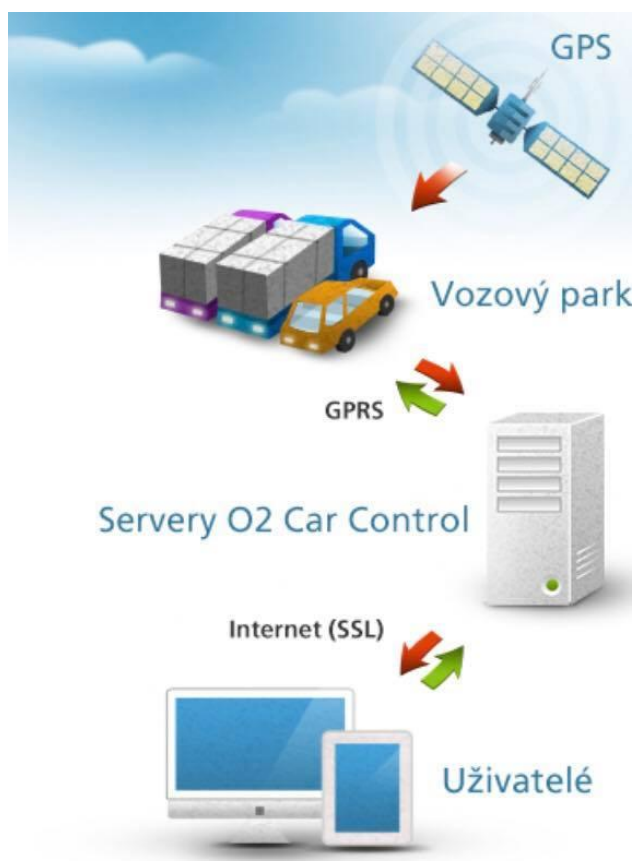 GPS
Vozový park
GPRS
Servery O2 Car Control
Internet (SSL)
Uživatelé